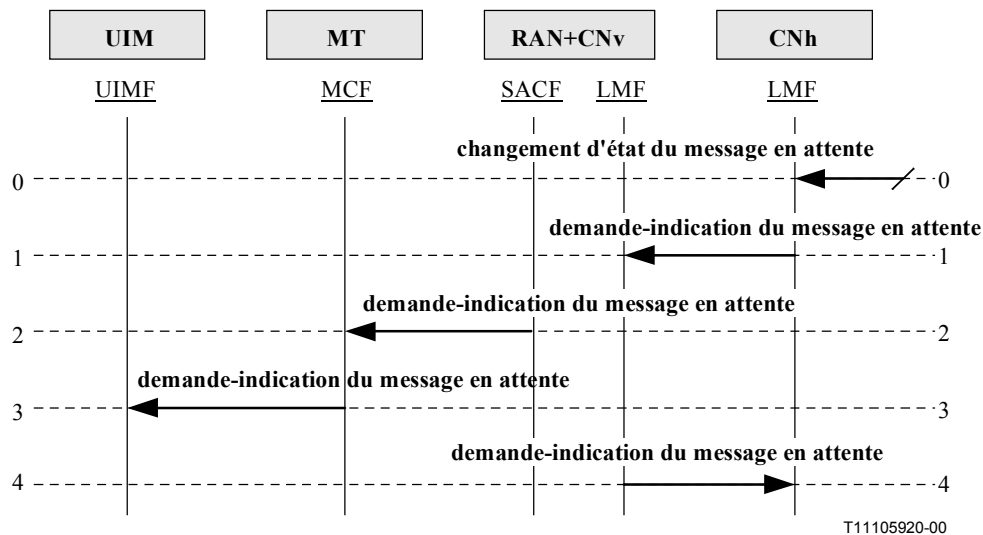 UIM MT RAN+CNv CNh
UIMF MCF SACF LMF LMF
changement d'état du message en attente
0 0
demande-indication du message en attente
1 1
demande-indication du message en attente
2 2
demande-indication du message en attente
3 3
demande-indication du message en attente
4 4
T11105920-00